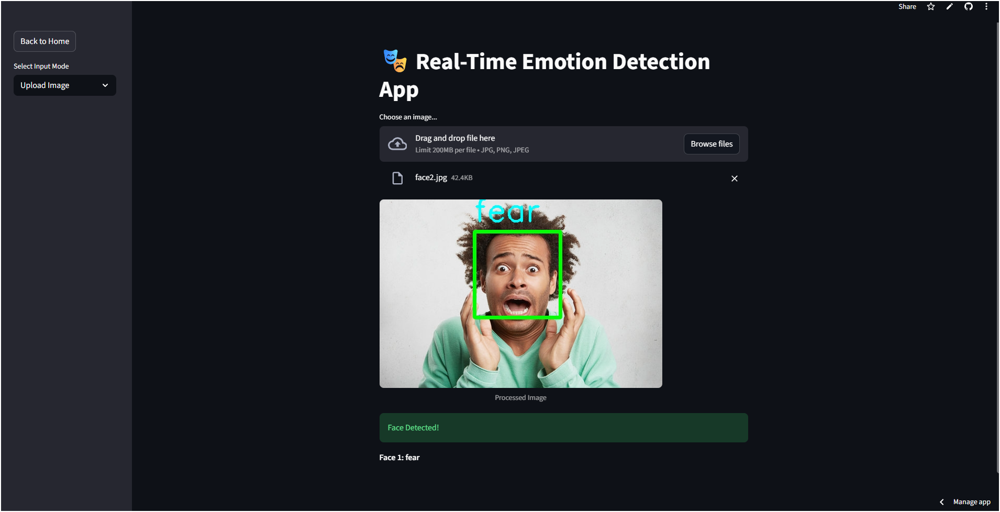 Share
Back to Home
Select Input Mode
Upload Image
Real-Time Emotion Detection
App
Choose an image...
Drag and drop file here
Limit 200MB per file • JPG, PNG, JPEG
Browse files
face2.jpg 42.4KB
fear
Processed Image
Face Detected!
Face 1: fear
Manage app